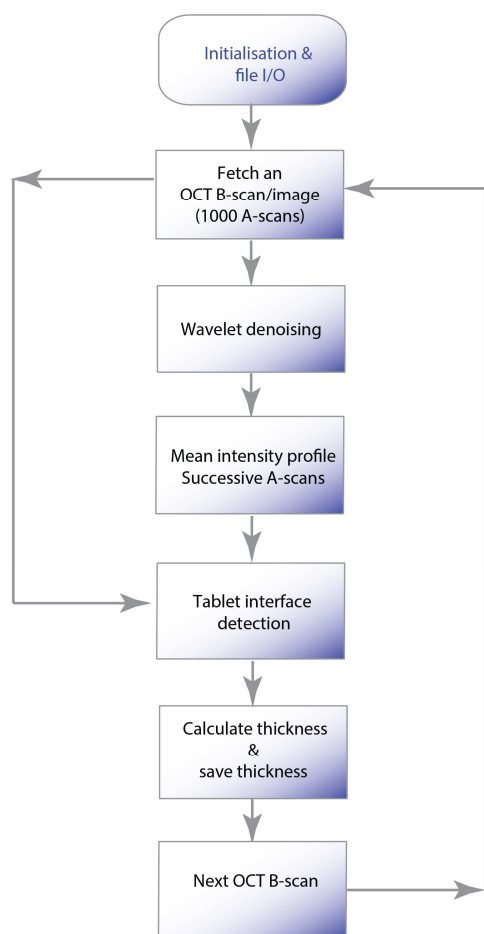 Initialisation &
file I/O
Fetch an
OCT B-scan/image
(1000 A-scans)
Wavelet denoising
Mean intensity profile
Successive A-scans
Tablet interface
detection
Calculate thickness
&
save thickness
Next OCT B-scan